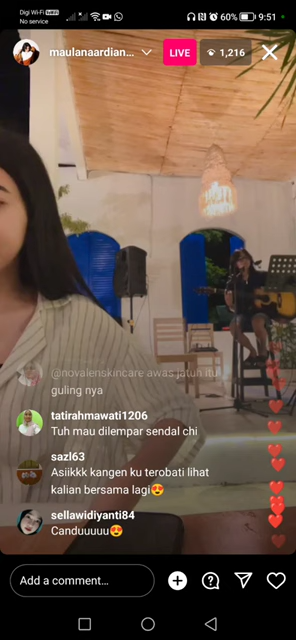 Digi Wi-Fi
No service
60%
9:51
maulanaardian...
LIVE
1,216
@novalenskincare awas jatuh itu
guling nya
tatirahmawati1206
Tuh mau dilempar sendal chi
sazl63
Asiikkk kangen ku terobati lihat
kalian bersama lagi😍
sellawidiyanti84
Canduuuuu😍
Add a comment...